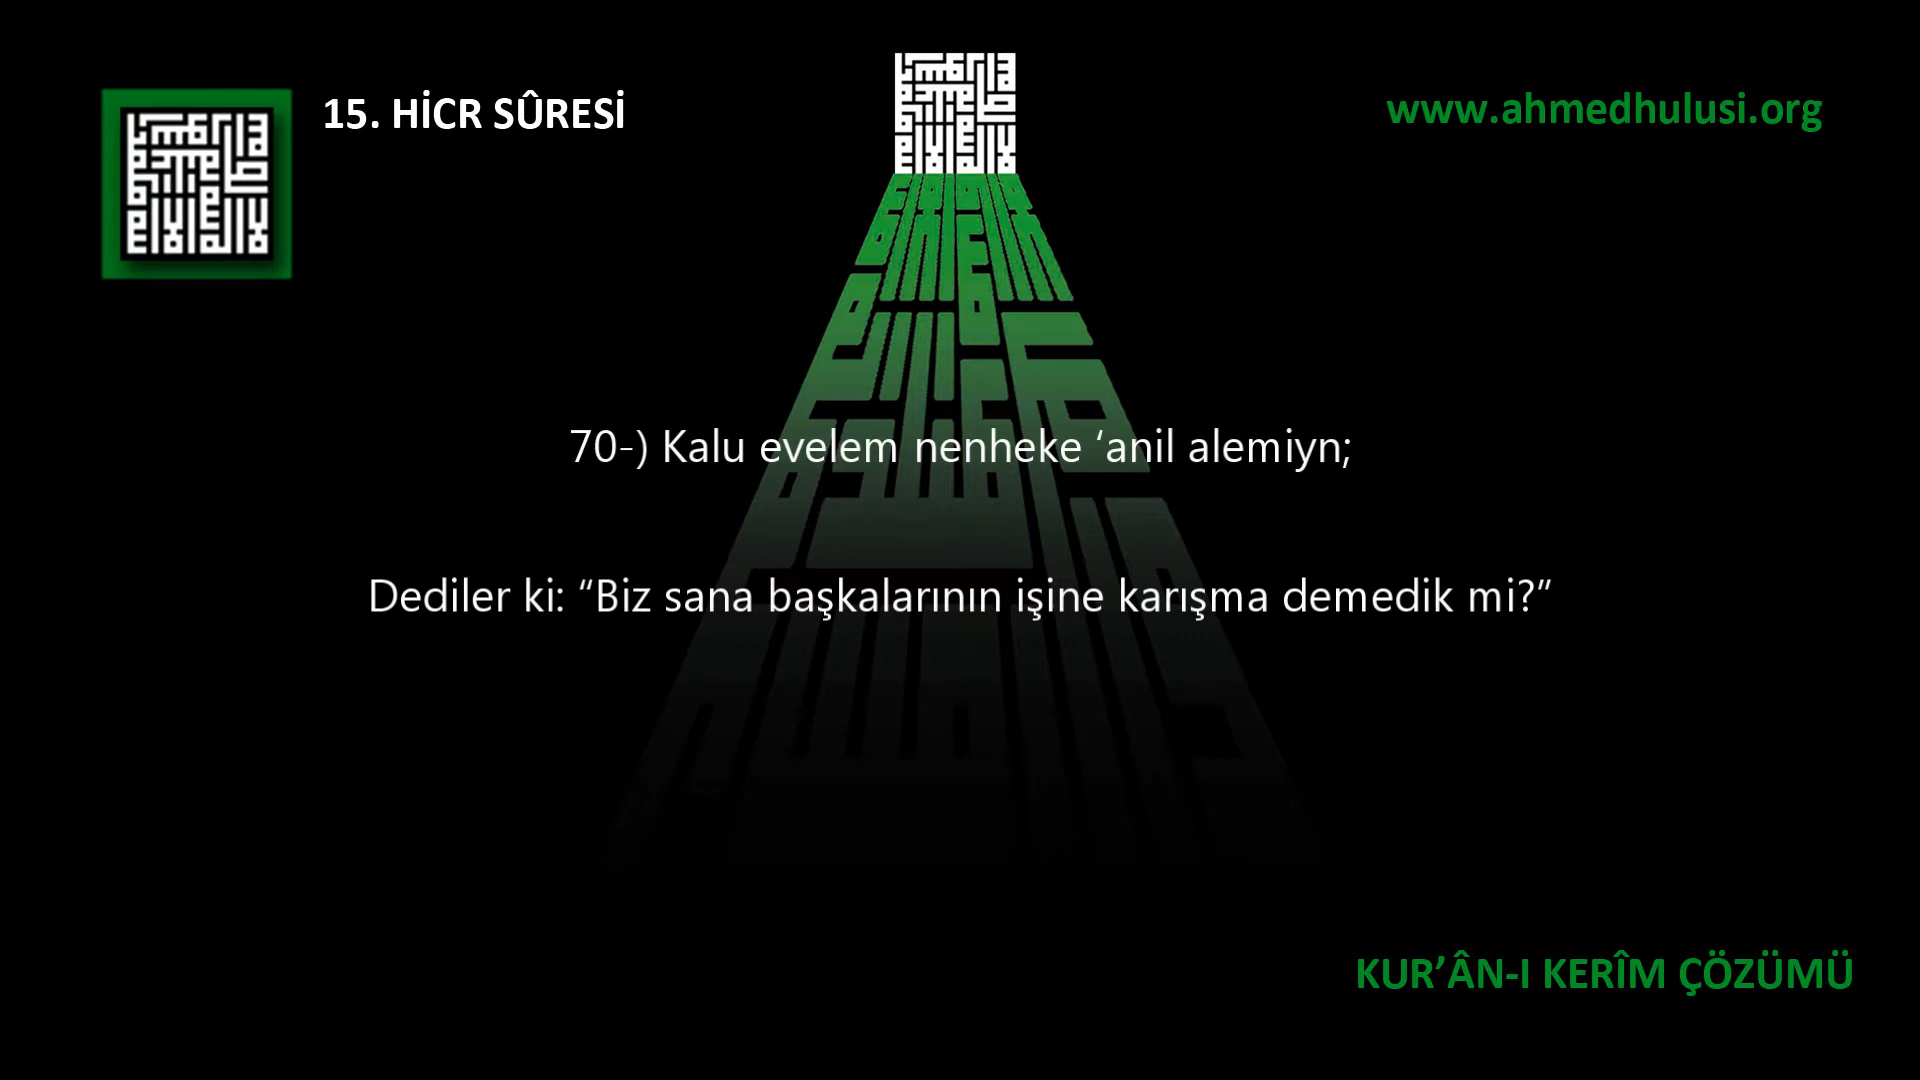 15. HİCR SÛRESİ
www.ahmedhulusi.org
70-) Kalu evelem nenheke ‘anil alemiyn;
Dediler ki: “Biz sana başkalarının işine karışma demedik mi?”
KUR’ÂN-I KERÎM ÇÖZÜMÜ